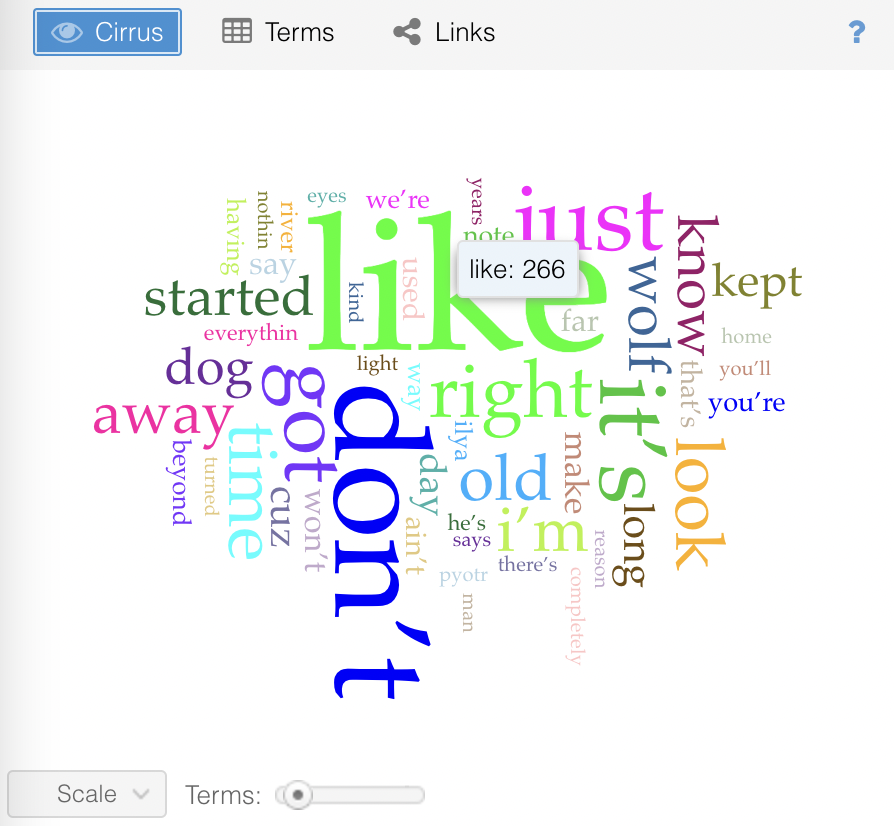 Cirrus Terms Links ?
years
eyes we're just
having nothin river note know
say like like: 266 wolf kept
started kind used far
everythin home
dog light that's you'll
got way right it's you're
away
time don't ilya make look
beyond turned day old
cuz won't ain't he's i'm long
says reason
pyotr there's
man completely
Scale Terms: